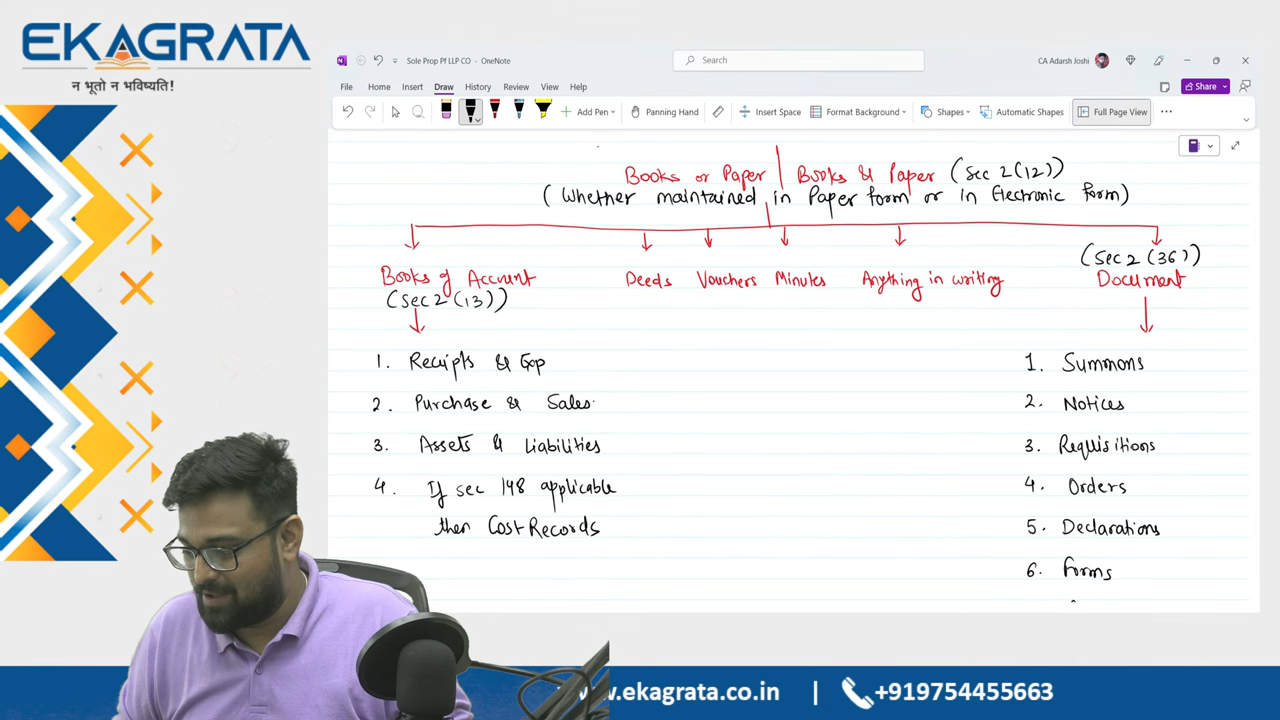 EKAGRATA
न भूतो न भविष्यति!
Sole Prop Pf LLP CO - OneNote
Search
CA Adarsh Joshi
File Home Insert Draw History Review View Help
Share
Add Pen
Panning Hand
Insert Space
Format Background
Shapes
Automatic Shapes
Full Page View
Books or Paper | Books & Paper (Sec 2(12))
(Whether maintained in Paper form or in Electronic form)
Books of Account
(Sec 2 (13))
Deeds
Vouchers
Minutes
Anything in writing
(Sec 2 (36))
Document
1. Receipts & Exp
2. Purchase & Sales
3. Assets & Liabilities
4. If sec 148 applicable
then Cost Records
1. Summons
2. Notices
3. Requisitions
4. Orders
5. Declarations
6. Forms
www.ekagrata.co.in | +919754455663